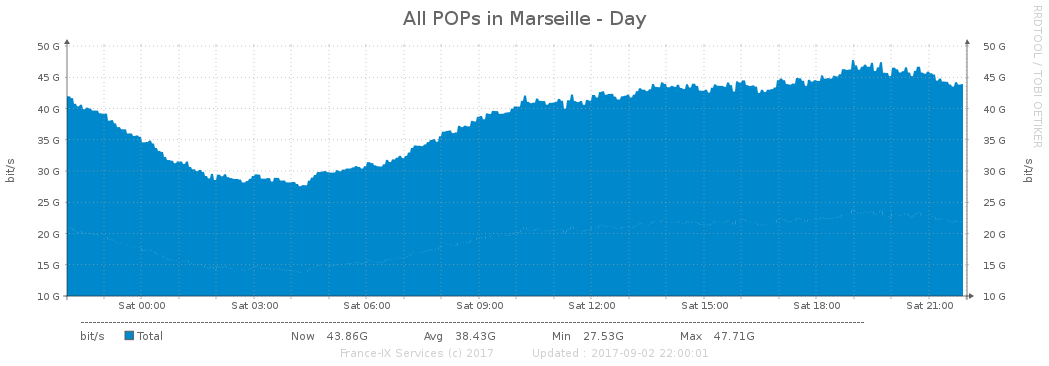 All POPs in Marseille - Day
RRDTOOL / TOBI OETIKER
50 G 50 G
45 G 45 G
40 G 40 G
35 G 35 G
30 G 30 G
25 G 25 G
20 G 20 G
15 G 15 G
10 G 10 G
bit/s
bit/s
Sat 00:00 Sat 03:00 Sat 06:00 Sat 09:00 Sat 12:00 Sat 15:00 Sat 18:00 Sat 21:00
bit/s Total Now 43.86G Avg 38.43G Min 27.53G Max 47.71G
France-IX Services (c) 2017 Updated : 2017-09-02 22:00:01